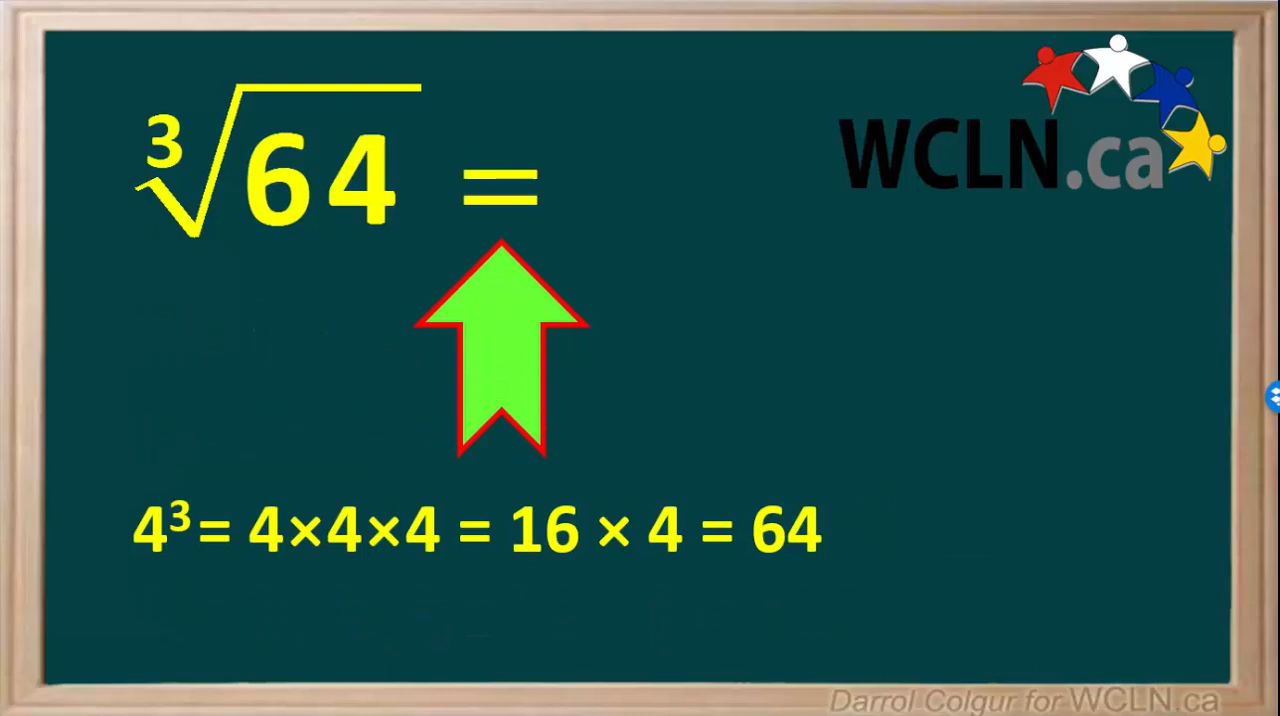 ∛64 =
WCLN.ca
4³ = 4×4×4 = 16 × 4 = 64
Darrol Colgur for WCLN.ca